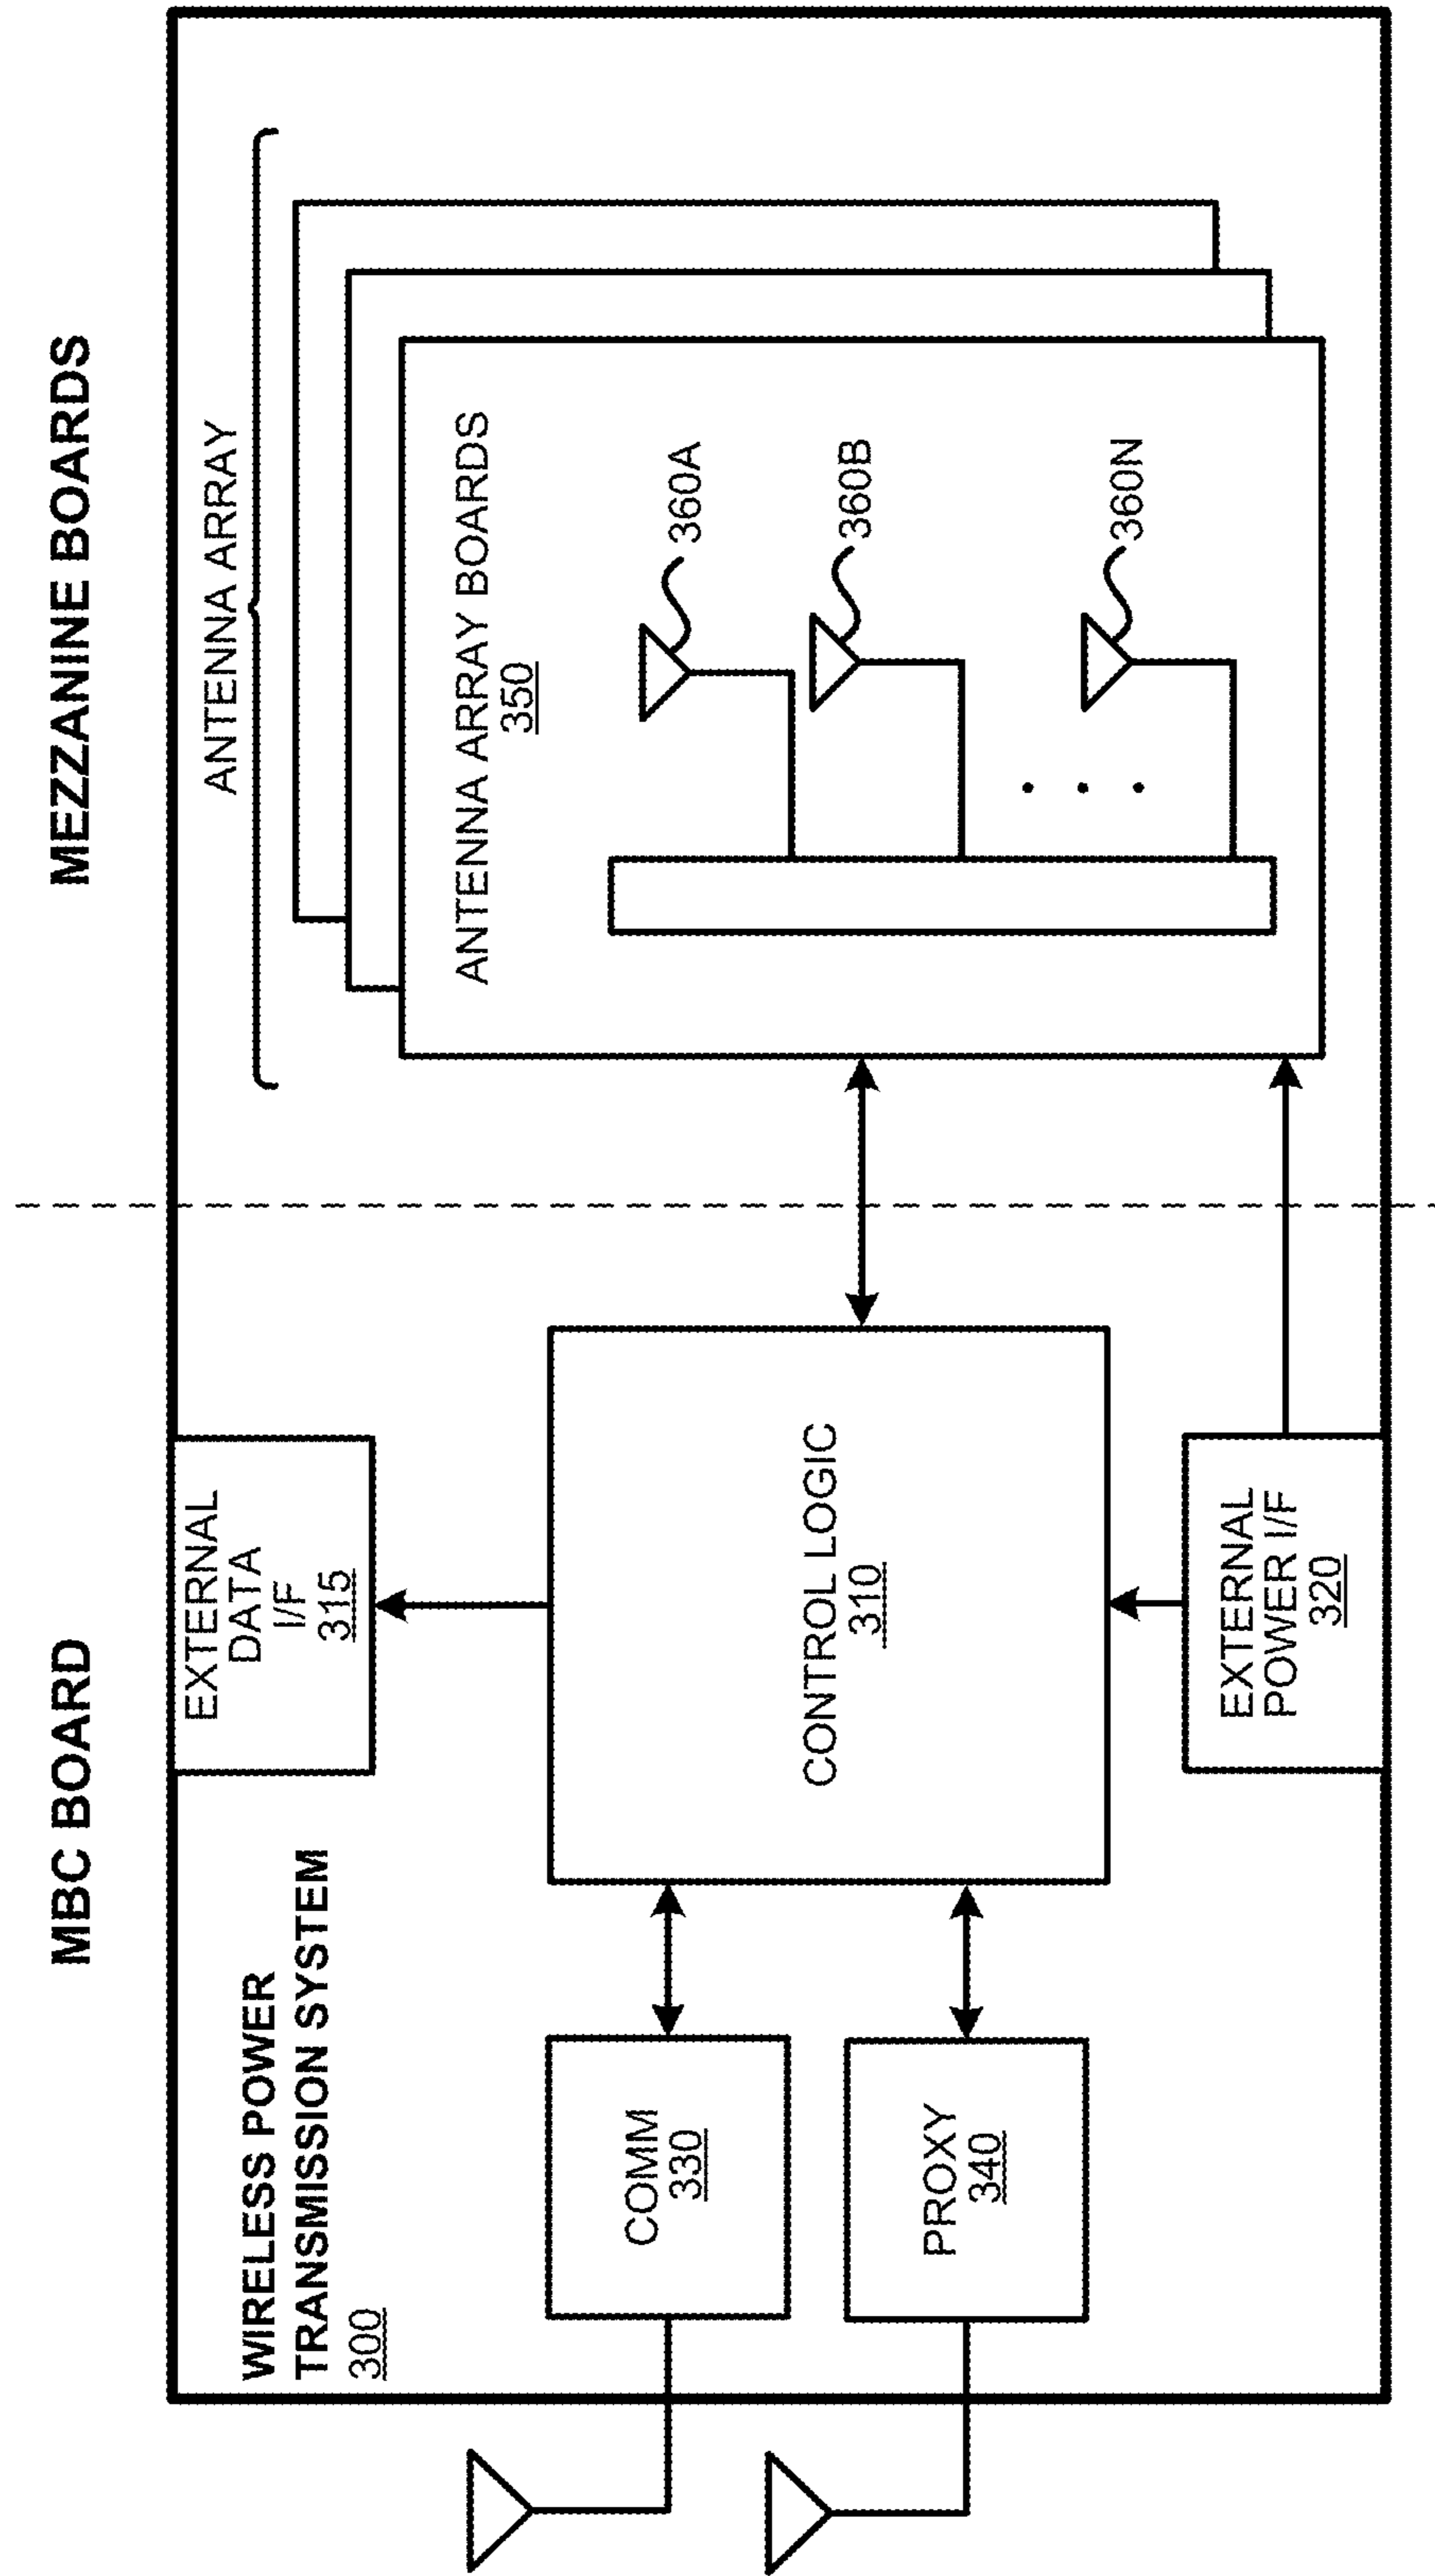 MBC BOARD
MEZZANINE BOARDS
WIRELESS POWER
TRANSMISSION SYSTEM
300
EXTERNAL
DATA
I/F
315
ANTENNA ARRAY
COMM
330
PROXY
340
CONTROL LOGIC
310
EXTERNAL
POWER I/F
320
ANTENNA ARRAY BOARDS
350
360A
360B
. . .
360N